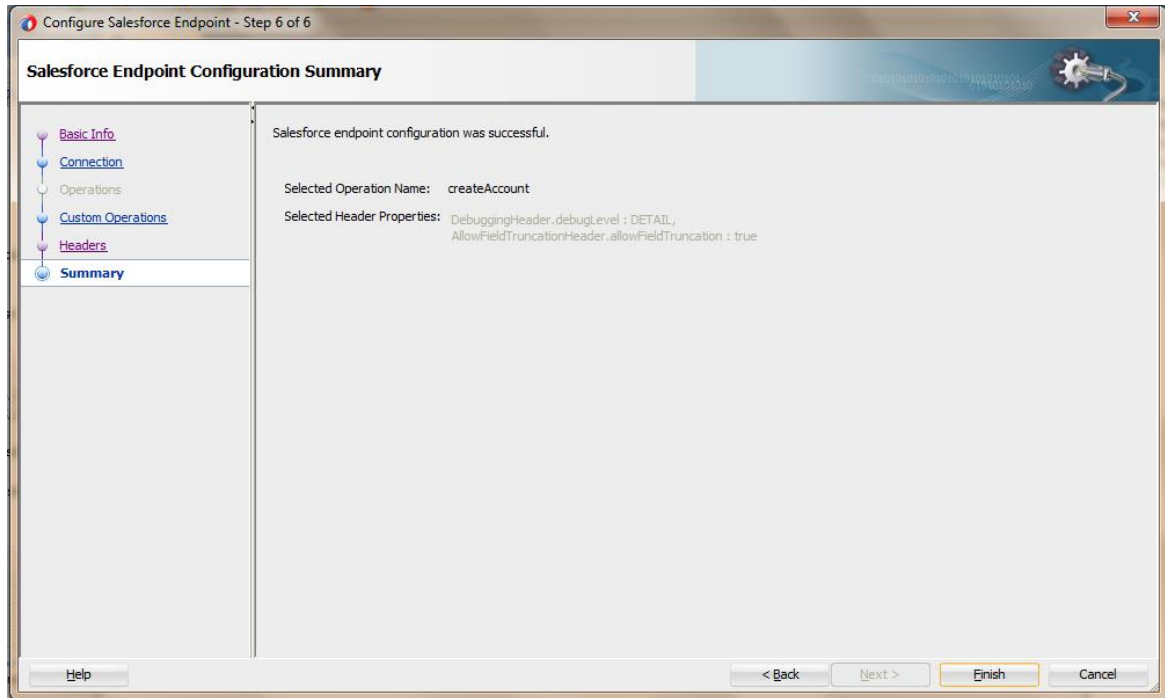 Configure Salesforce Endpoint - Step 6 of 6
Salesforce Endpoint Configuration Summary
Basic Info
Connection
Operations
Custom Operations
Headers
Summary
Salesforce endpoint configuration was successful.
Selected Operation Name: createAccount
Selected Header Properties: DebuggingHeader.debugLevel : DETAIL,
AllowFieldTruncationHeader.allowFieldTruncation : true
Help
< Back
Next >
Finish
Cancel